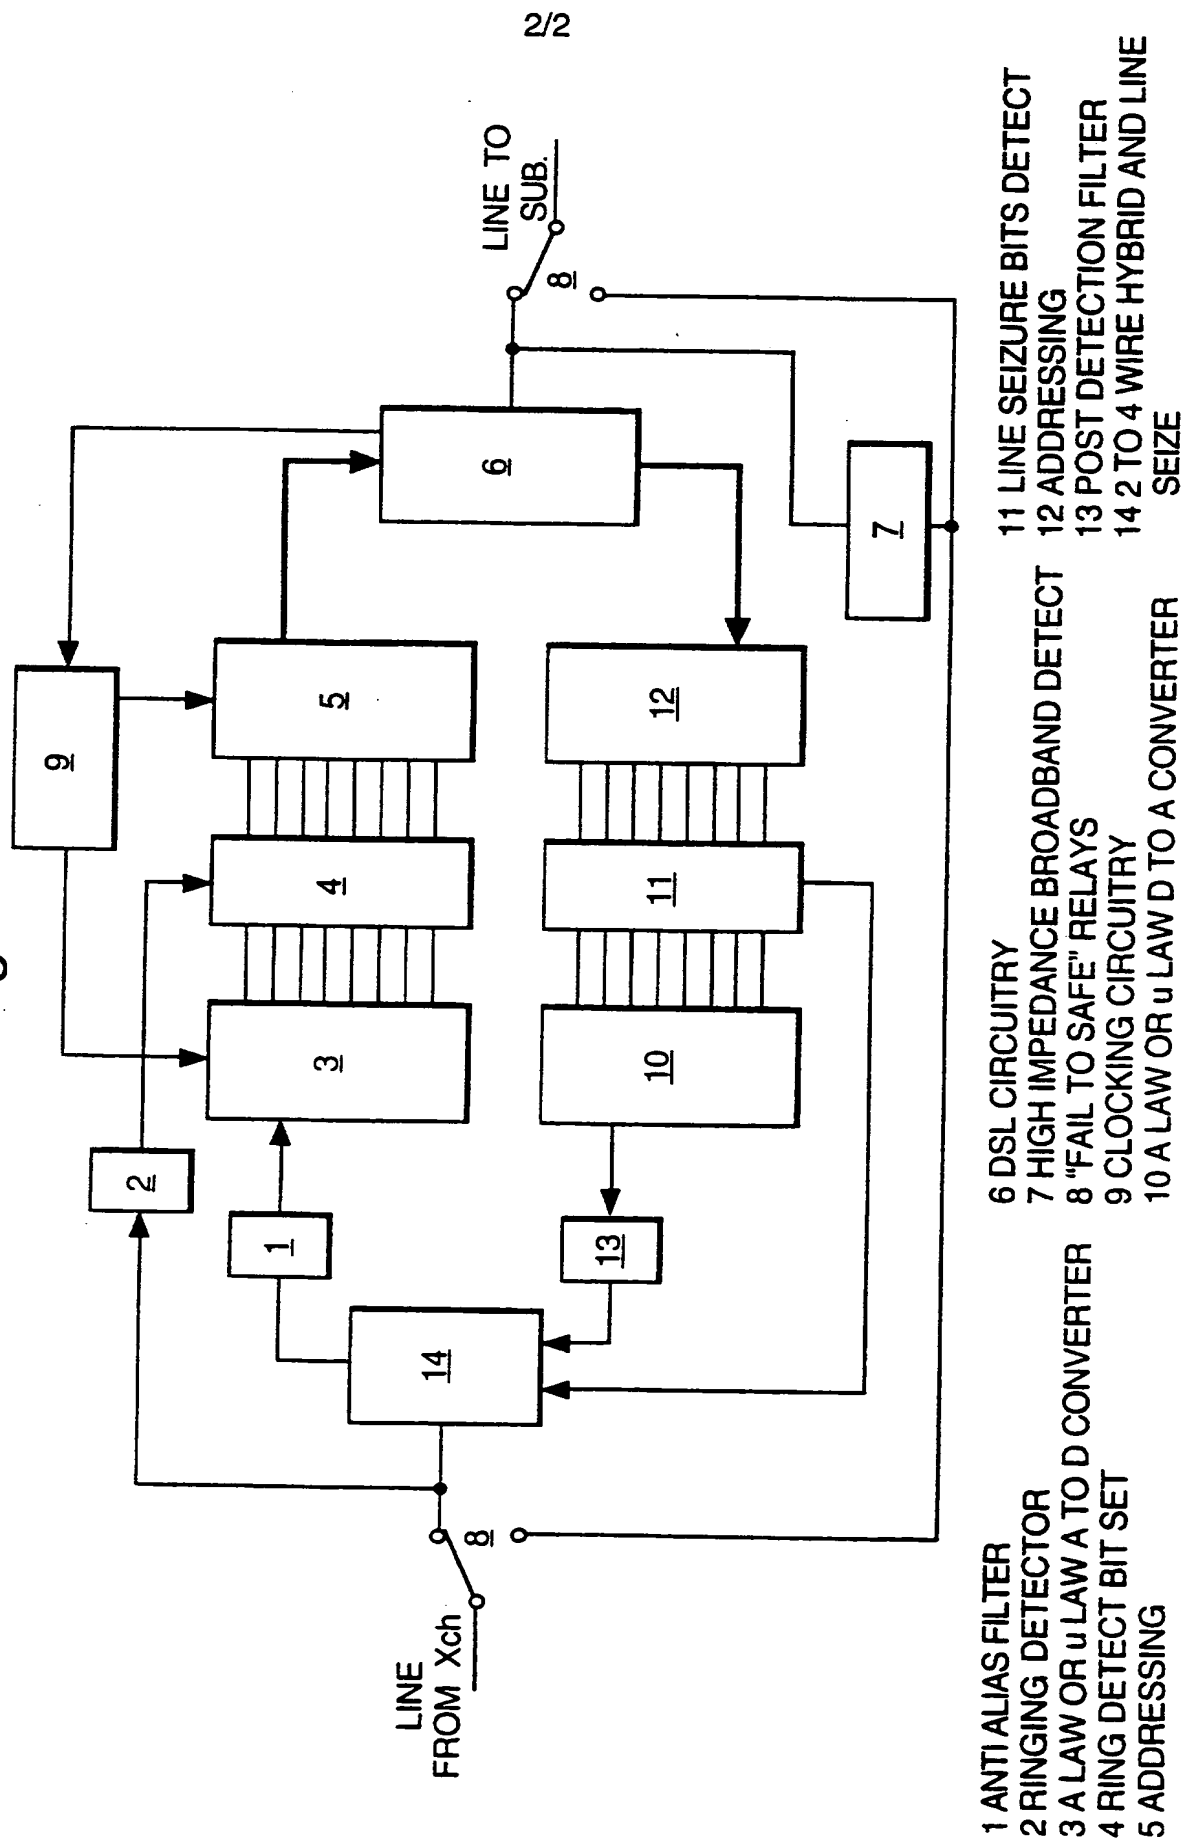 2/2
9
2
3
4
5
1
6
LINE TO
SUB.
8
14
13
10
11
12
7
LINE
FROM Xch
8
1 ANTI ALIAS FILTER
2 RINGING DETECTOR
3 A LAW OR u LAW A TO D CONVERTER
4 RING DETECT BIT SET
5 ADDRESSING
6 DSL CIRCUITRY
7 HIGH IMPEDANCE BROADBAND DETECT
8 "FAIL TO SAFE" RELAYS
9 CLOCKING CIRCUITRY
10 A LAW OR u LAW D TO A CONVERTER
11 LINE SEIZURE BITS DETECT
12 ADDRESSING
13 POST DETECTION FILTER
14 2 TO 4 WIRE HYBRID AND LINE
SEIZE